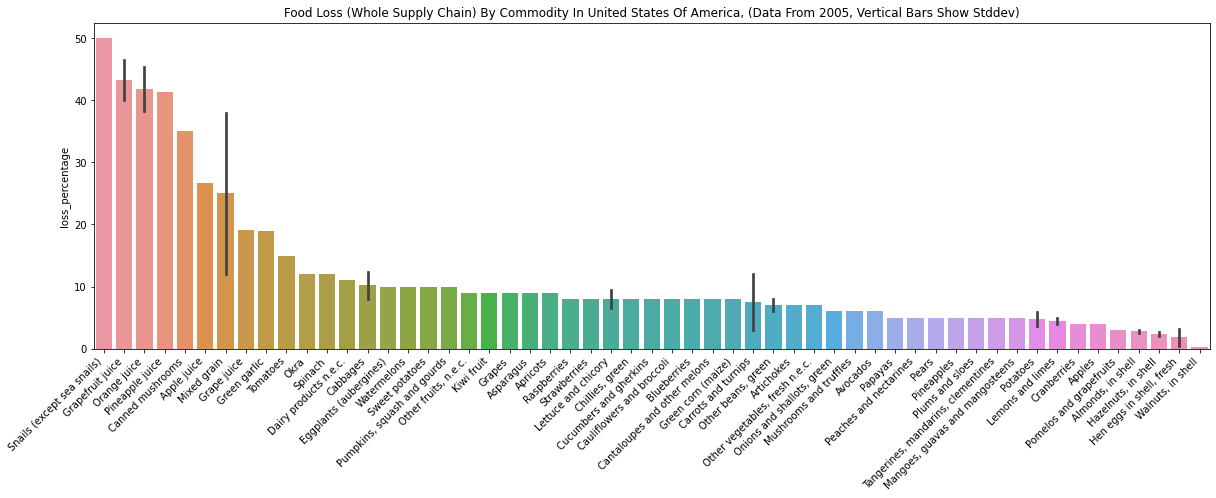 Food Loss (Whole Supply Chain) By Commodity In United States Of America, (Data From 2005, Vertical Bars Show Stddev)
loss_percentage
50
40
30
20
10
0
Snails (except sea snails)
Grapefruit juice
Orange juice
Pineapple juice
Canned mushrooms
Apple juice
Mixed grain
Grape juice
Green garlic
Tomatoes
Okra
Spinach
Dairy products n.e.c.
Cabbages
Eggplants (aubergines)
Watermelons
Sweet potatoes
Pumpkins, squash and gourds
Other fruits, n.e.c.
Kiwi fruit
Grapes
Asparagus
Apricots
Raspberries
Strawberries
Lettuce and chicory
Chillies, green
Cucumbers and gherkins
Cauliflowers and broccoli
Blueberries
Cantaloupes and other melons
Green corn (maize)
Carrots and turnips
Other beans, green
Artichokes
Other vegetables, fresh n.e.c.
Onions and shallots, green
Mushrooms and truffles
Avocados
Papayas
Peaches and nectarines
Pears
Pineapples
Plums and sloes
Tangerines, mandarins, clementines
Mangoes, guavas and mangosteens
Potatoes
Lemons and limes
Cranberries
Apples
Pomelos and grapefruits
Almonds, in shell
Hazelnuts, in shell
Hen eggs in shell, fresh
Walnuts, in shell